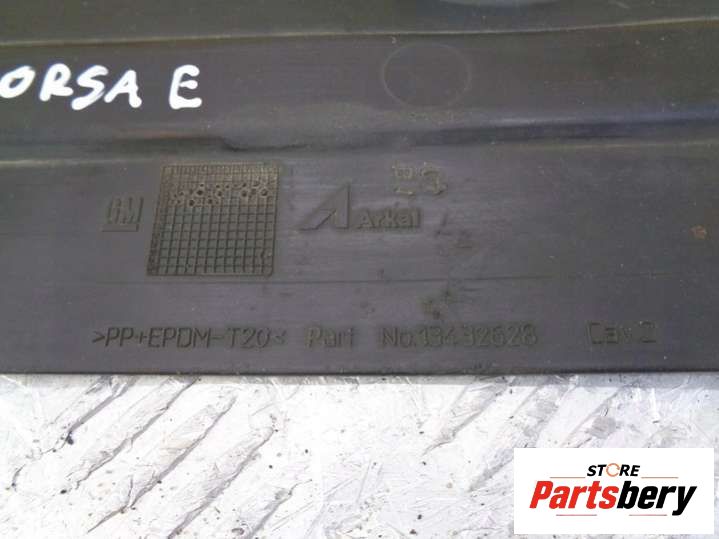 ORSA E
GM
Arkal
>PP+EPDM-T20< Part No.13432628 Cav.2
STORE
Partsbery